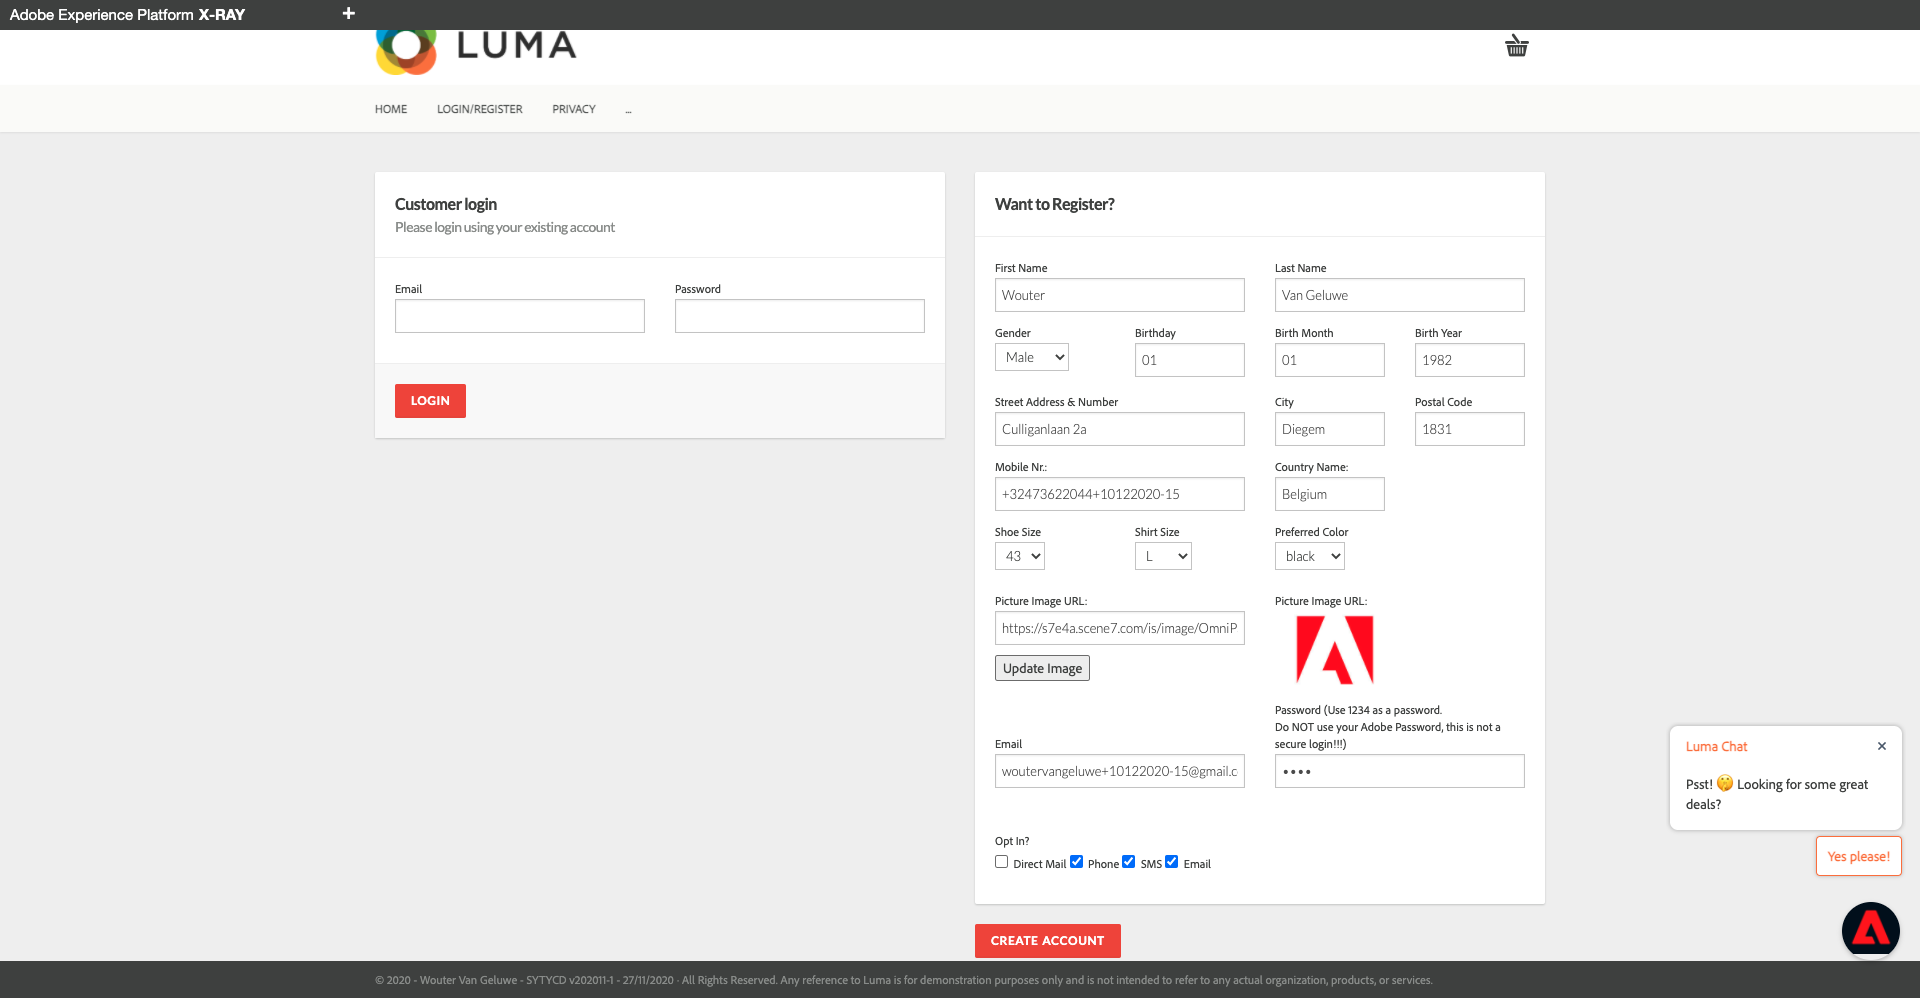 Adobe Experience Platform X-RAY
+
LUMA
HOME LOGIN/REGISTER PRIVACY ...
Customer login
Please login using your existing account
Email Password
LOGIN
Want to Register?
First Name Last Name
Wouter Van Geluwe
Gender Birthday Birth Month Birth Year
Male 01 01 1982
Street Address & Number City Postal Code
Culliganlaan 2a Diegem 1831
Mobile Nr.: Country Name:
+32473622044+10122020-15 Belgium
Shoe Size Shirt Size Preferred Color
43 L black
Picture Image URL: Picture Image URL:
https://s7e4a.scene7.com/is/image/OmniP
Update Image
Password (Use 1234 as a password.
Do NOT use your Adobe Password, this is not a
secure login!!!)
Email
woutervangeluwe+10122020-15@gmail.c ••••
Opt In?
Direct Mail Phone SMS Email
CREATE ACCOUNT
Luma Chat ×
Psst! 🤫 Looking for some great
deals?
Yes please!
© 2020 - Wouter Van Geluwe - SYTYCD v202011-1 - 27/11/2020 · All Rights Reserved. Any reference to Luma is for demonstration purposes only and is not intended to refer to any actual organization, products, or services.